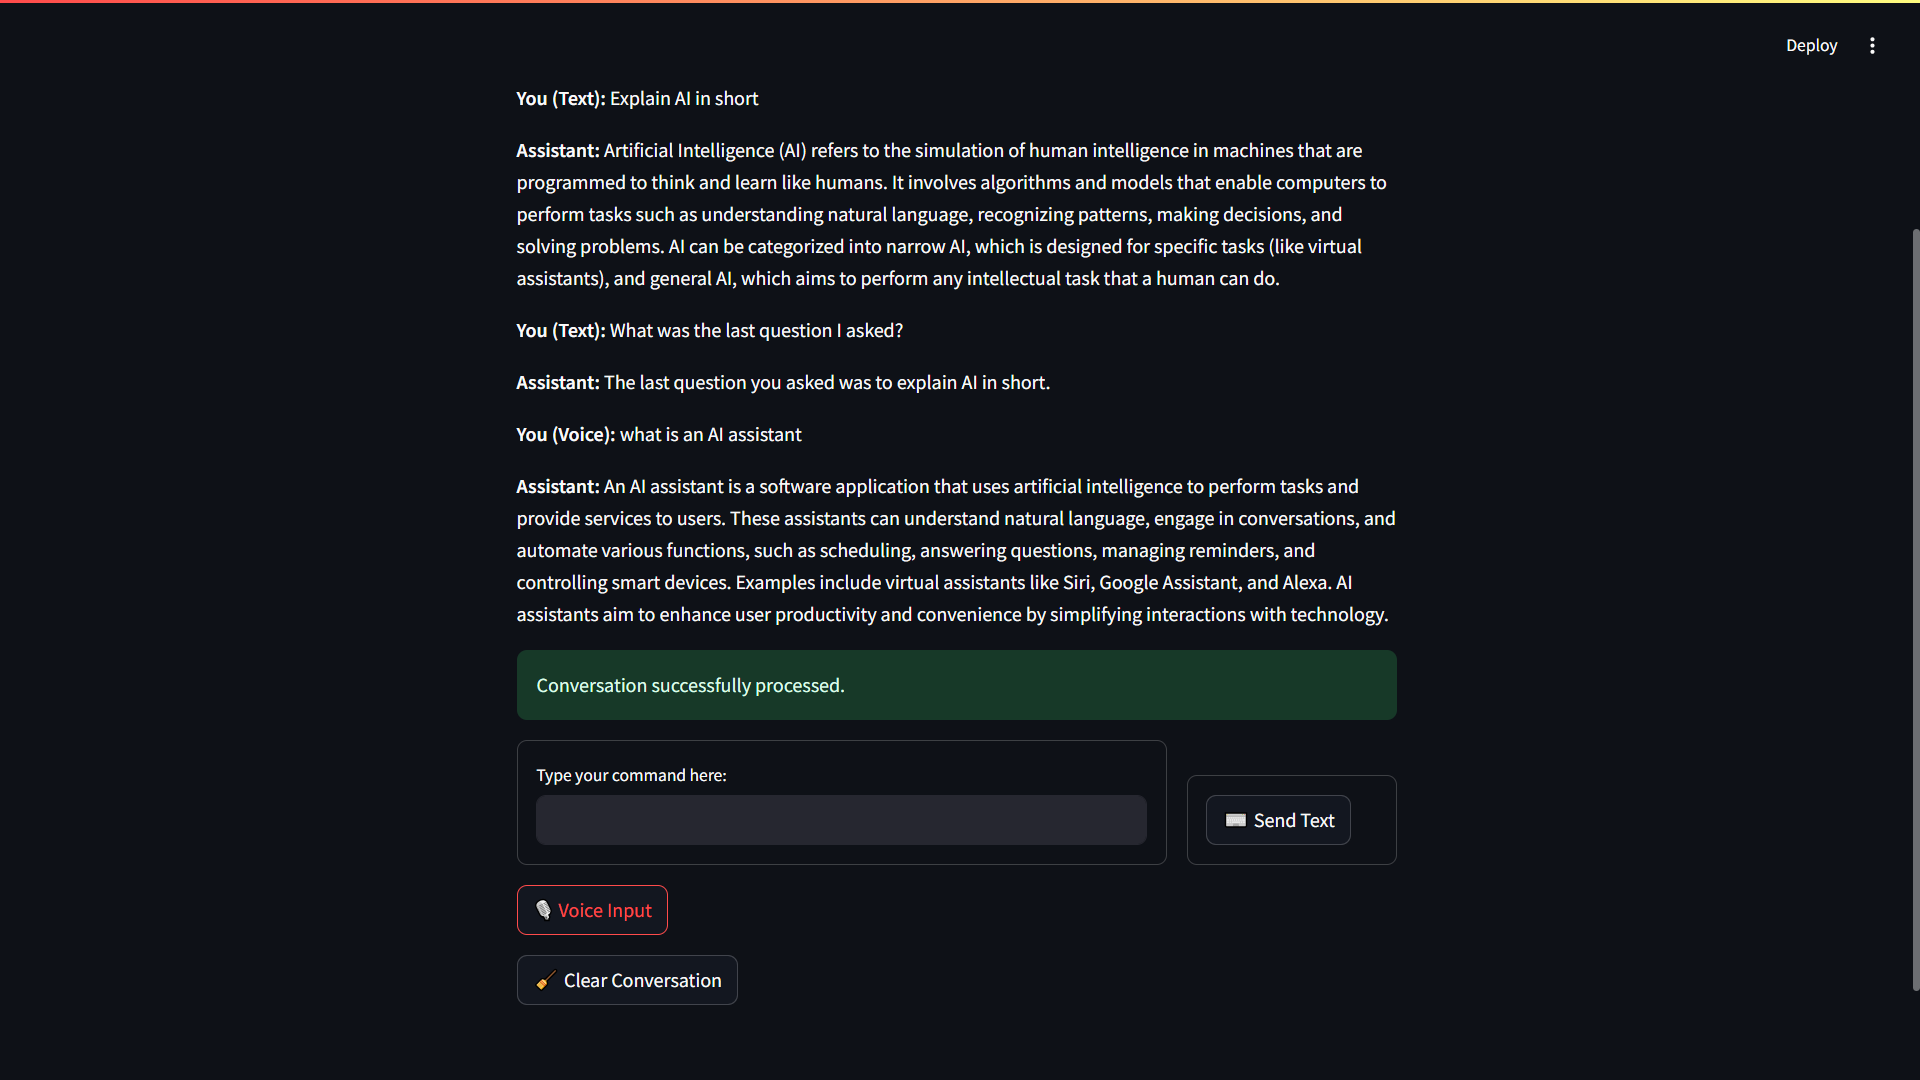 Deploy
You (Text): Explain AI in short
Assistant: Artificial Intelligence (AI) refers to the simulation of human intelligence in machines that are
programmed to think and learn like humans. It involves algorithms and models that enable computers to
perform tasks such as understanding natural language, recognizing patterns, making decisions, and
solving problems. AI can be categorized into narrow AI, which is designed for specific tasks (like virtual
assistants), and general AI, which aims to perform any intellectual task that a human can do.
You (Text): What was the last question I asked?
Assistant: The last question you asked was to explain AI in short.
You (Voice): what is an AI assistant
Assistant: An AI assistant is a software application that uses artificial intelligence to perform tasks and
provide services to users. These assistants can understand natural language, engage in conversations, and
automate various functions, such as scheduling, answering questions, managing reminders, and
controlling smart devices. Examples include virtual assistants like Siri, Google Assistant, and Alexa. AI
assistants aim to enhance user productivity and convenience by simplifying interactions with technology.
Conversation successfully processed.
Type your command here:
Send Text
Voice Input
Clear Conversation